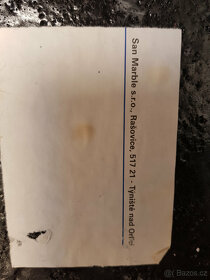 San Marble s.r.o., Rašovice, 517 21 - Týniště nad Orlicí
Bazos.cz